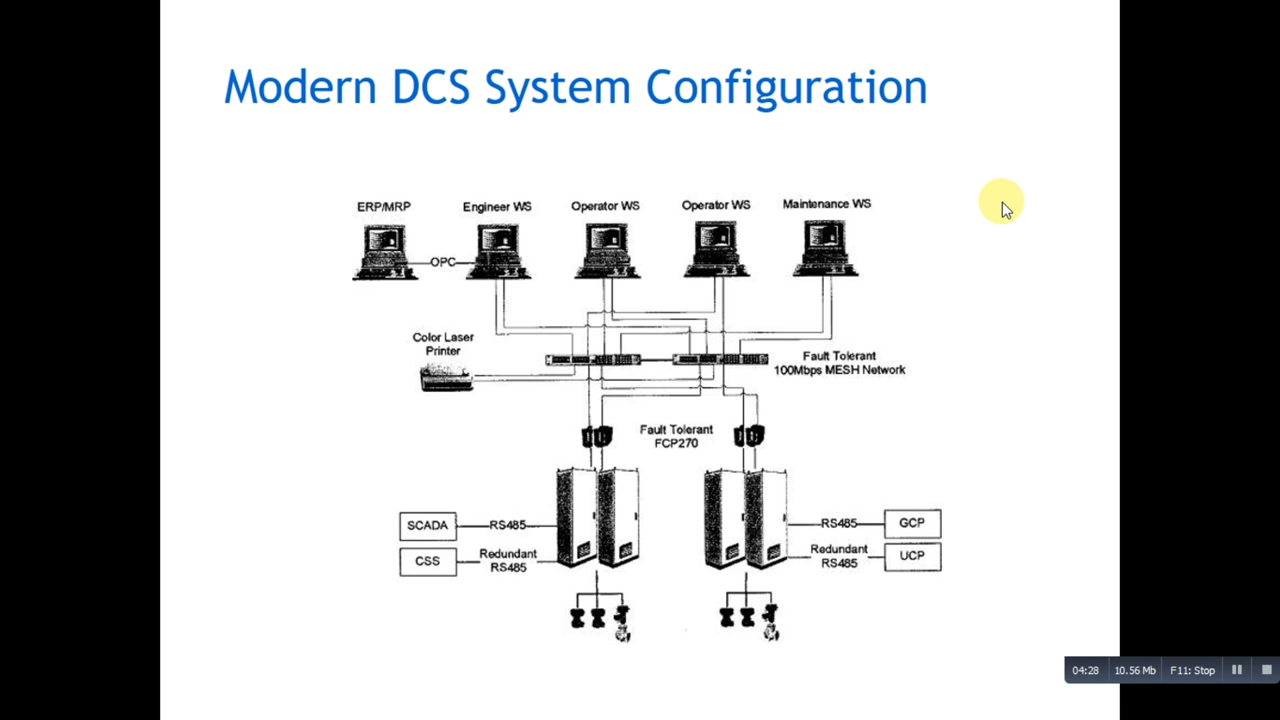 Modern DCS System Configuration
ERP/MRP
Engineer WS
Operator WS
Operator WS
Maintenance WS
OPC
Color Laser
Printer
Fault Tolerant
100Mbps MESH Network
Fault Tolerant
FCP270
SCADA
RS485
CSS
Redundant
RS485
RS485
GCP
Redundant
RS485
UCP
04:28
10.56 Mb
F11: Stop